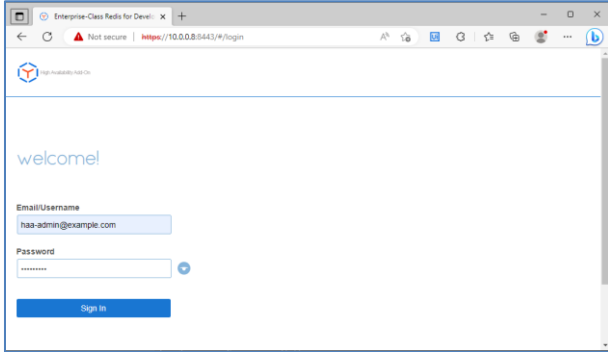 Enterprise-Class Redis for Develo
Not secure https://10.0.0.8:8443/#/login
High Availability Add-On
welcome!
Email/Username
haa-admin@example.com
Password
Sign In